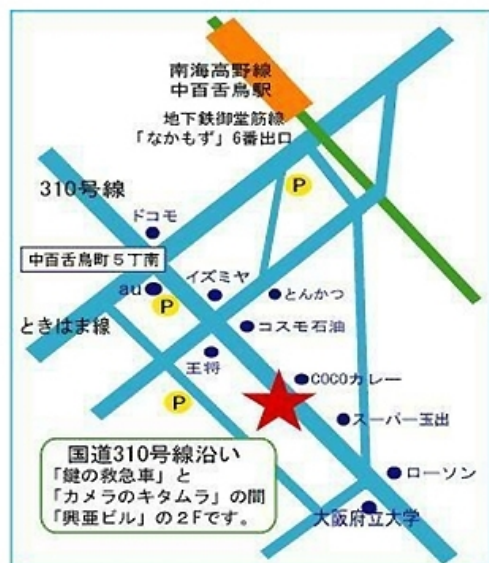 南海高野線
中百舌鳥駅
地下鉄御堂筋線
「なかもず」6番出口
P
310号線
ドコモ
中百舌鳥町5丁南
au
P
イズミヤ
とんかつ
ときはま線
コスモ石油
王将
COCOカレー
P
スーパー玉出
国道310号線沿い
「鍵の救急車」と
「カメラのキタムラ」の間
「興亜ビル」の2Fです。
ローソン
大阪府立大学